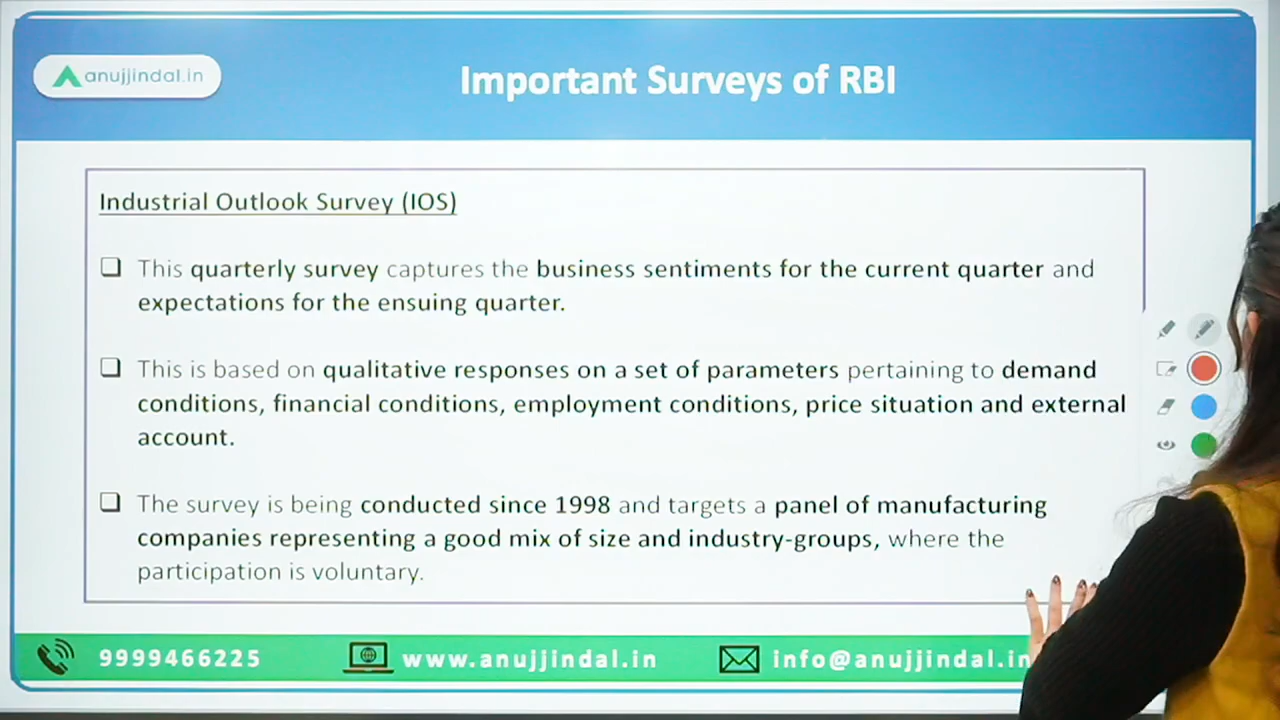 anujjindal.in
Important Surveys of RBI
Industrial Outlook Survey (IOS)
❑ This quarterly survey captures the business sentiments for the current quarter and
expectations for the ensuing quarter.
❑ This is based on qualitative responses on a set of parameters pertaining to demand
conditions, financial conditions, employment conditions, price situation and external
account.
❑ The survey is being conducted since 1998 and targets a panel of manufacturing
companies representing a good mix of size and industry-groups, where the
participation is voluntary.
9999466225
www.anujjindal.in
info@anujjindal.in